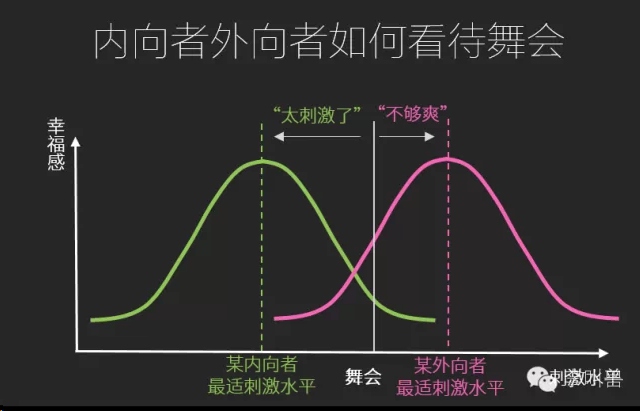 内向者外向者如何看待舞会
“太刺激了” “不够爽”
幸福感
某内向者
最适刺激水平
舞会
某外向者
最适刺激水平
刺激水平